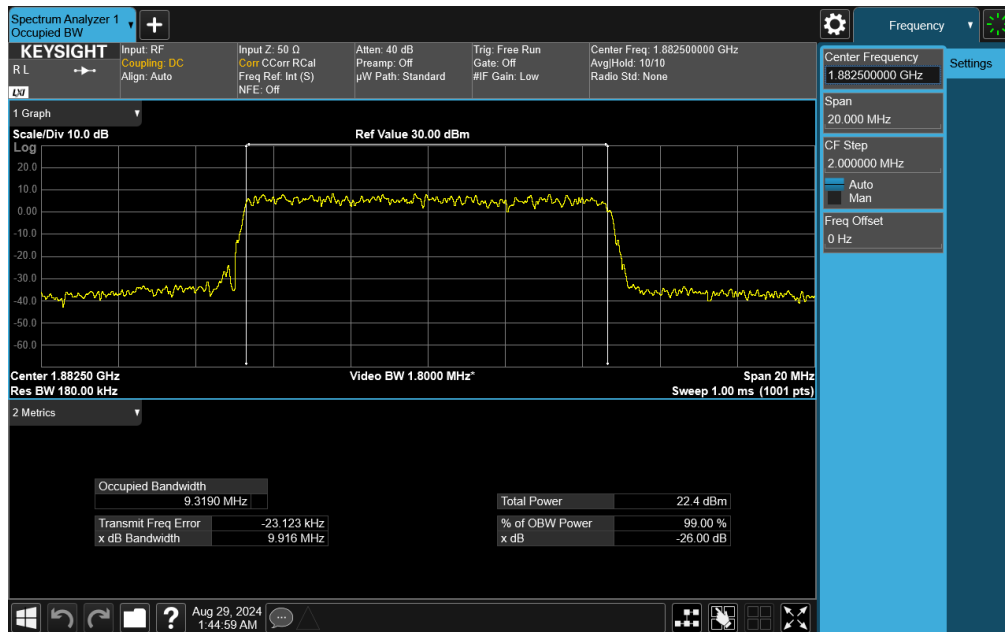 Spectrum Analyzer 1
Occupied BW
Frequency
KEYSIGHT
R L
LXI
Input: RF
Coupling: DC
Align: Auto
Input Z: 50 Ω
Corr CCorr RCal
Freq Ref: Int (S)
NFE: Off
Atten: 40 dB
Preamp: Off
µW Path: Standard
Trig: Free Run
Gate: Off
#IF Gain: Low
Center Freq: 1.882500000 GHz
Avg|Hold: 10/10
Radio Std: None
Center Frequency
1.882500000 GHz
Settings
Span
20.000 MHz
CF Step
2.000000 MHz
Auto
Man
Freq Offset
0 Hz
1 Graph
Scale/Div 10.0 dB
Ref Value 30.00 dBm
Log
20.0
10.0
0.00
-10.0
-20.0
-30.0
-40.0
-50.0
-60.0
Center 1.88250 GHz
Video BW 1.8000 MHz*
Span 20 MHz
Res BW 180.00 kHz
Sweep 1.00 ms (1001 pts)
2 Metrics
Occupied Bandwidth
9.3190 MHz
Total Power 22.4 dBm
Transmit Freq Error -23.123 kHz
% of OBW Power 99.00 %
x dB Bandwidth 9.916 MHz
x dB -26.00 dB
?
Aug 29, 2024
1:44:59 AM